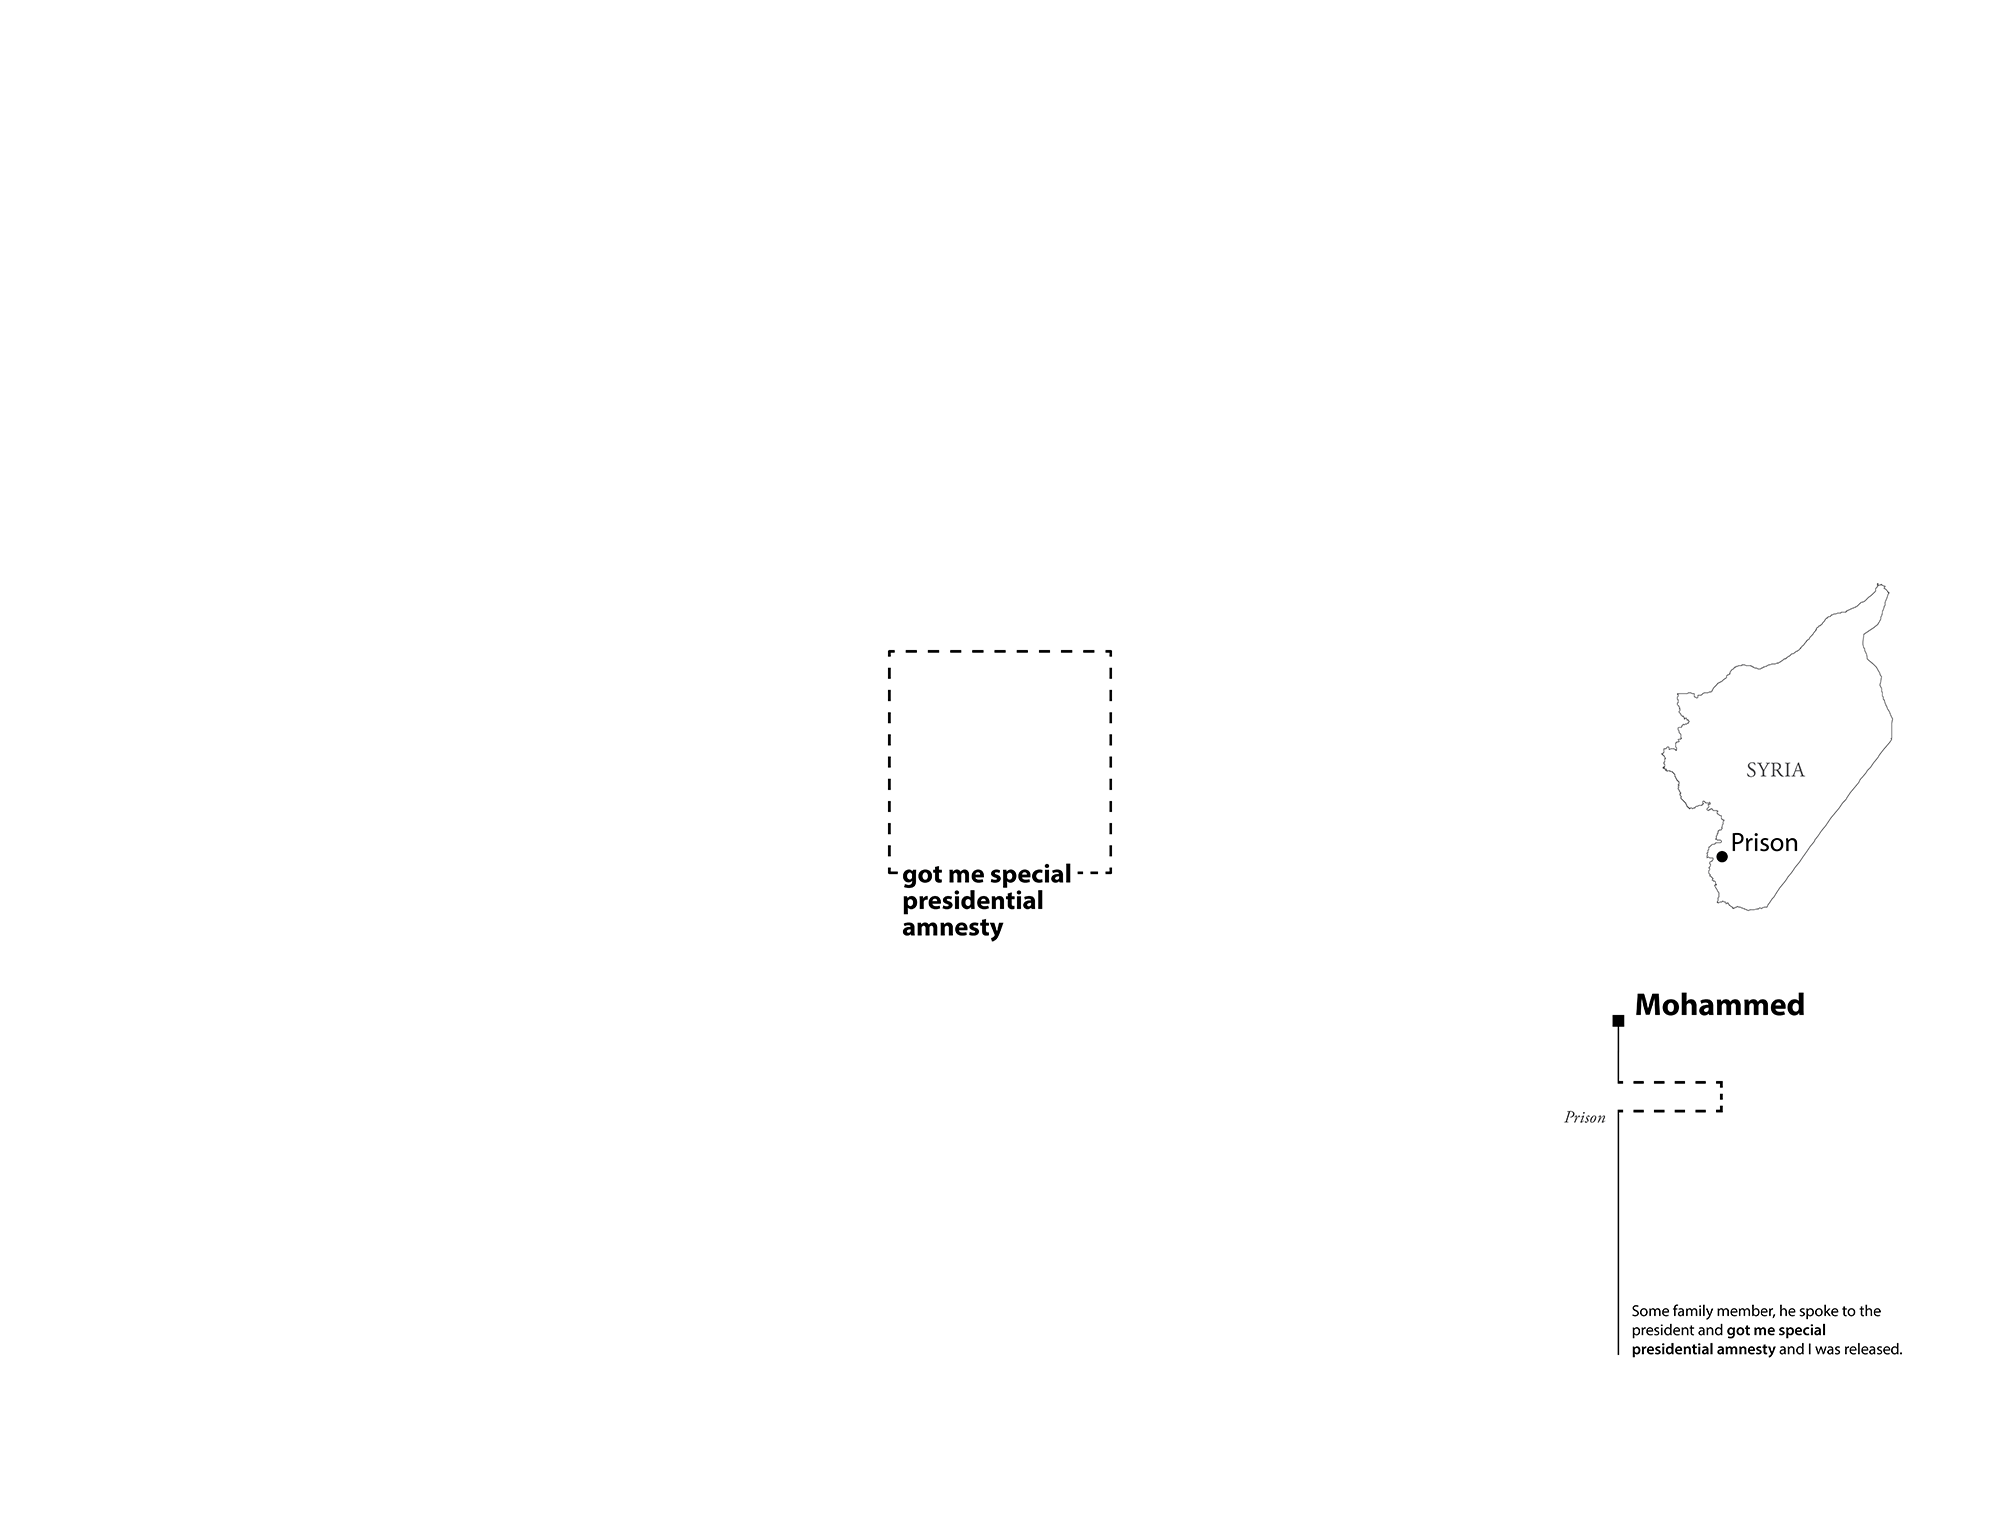 got me special
presidential
amnesty
SYRIA
Prison
Mohammed
Prison
Some family member, he spoke to the
president and got me special
presidential amnesty and I was released.